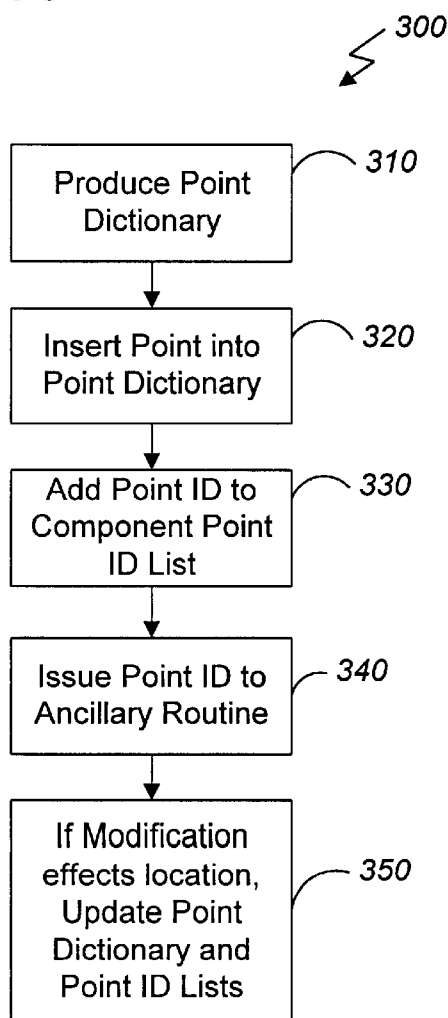 300
310
Produce Point
Dictionary
320
Insert Point into
Point Dictionary
330
Add Point ID to
Component Point
ID List
340
Issue Point ID to
Ancillary Routine
350
If Modification
effects location,
Update Point
Dictionary and
Point ID Lists